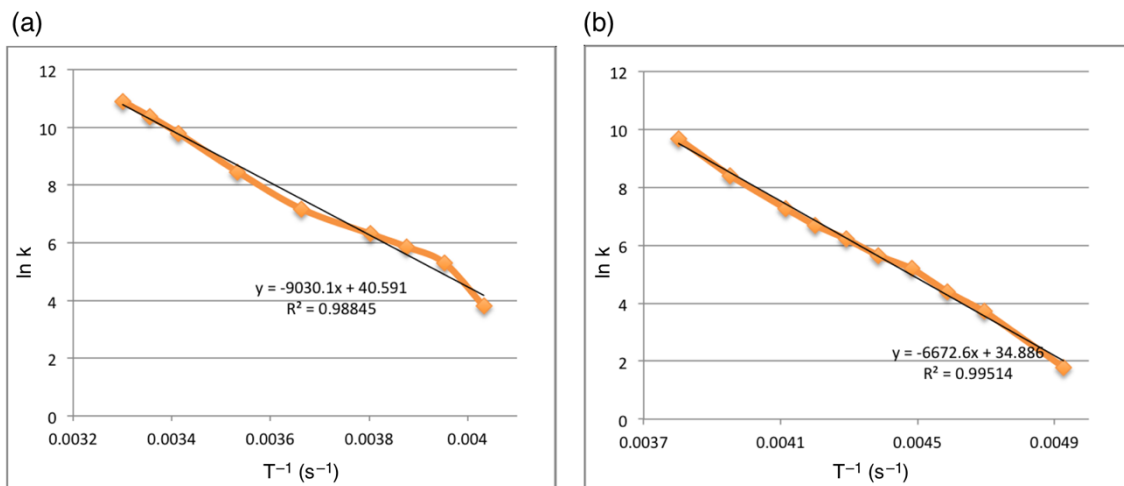 (a)
12
10
8
6
4
2
0
ln k
y = -9030.1x + 40.591
R² = 0.98845
0.0032 0.0034 0.0036 0.0038 0.004
T⁻¹ (s⁻¹)
(b)
12
10
8
6
4
2
0
ln k
y = -6672.6x + 34.886
R² = 0.99514
0.0037 0.0041 0.0045 0.0049
T⁻¹ (s⁻¹)